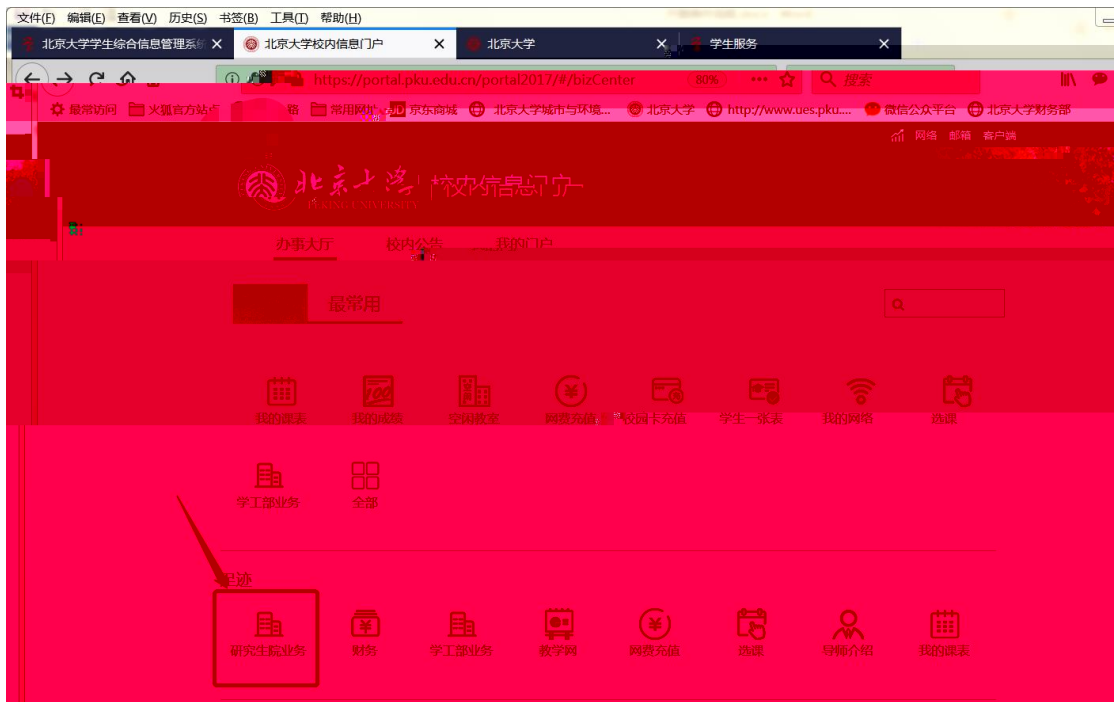 文件(F) 编辑(E) 查看(V) 历史(S) 书签(B) 工具(T) 帮助(H)
北京大学学生综合信息管理系统 北京大学校内信息门户 北京大学 学生服务
https://portal.pku.edu.cn/portal2017/#/bizCenter 80% 搜索
最常访问 火狐官方站点 常用网址 JD 京东商城 北京大学城市与环境... 北京大学 http://www.ues.pku.... 微信公众平台 北京大学财务部
网络 邮箱 客户端
北京大学 校内信息门户
PEKING UNIVERSITY
办事大厅 校内公告 我的门户
最常用
我的课表 我的成绩 空闲教室 网费充值 校园卡充值 学生一张表 我的网络 选课
学工部业务 全部
足迹
研究生院业务 财务 学工部业务 教学网 网费充值 选课 导师介绍 我的课表